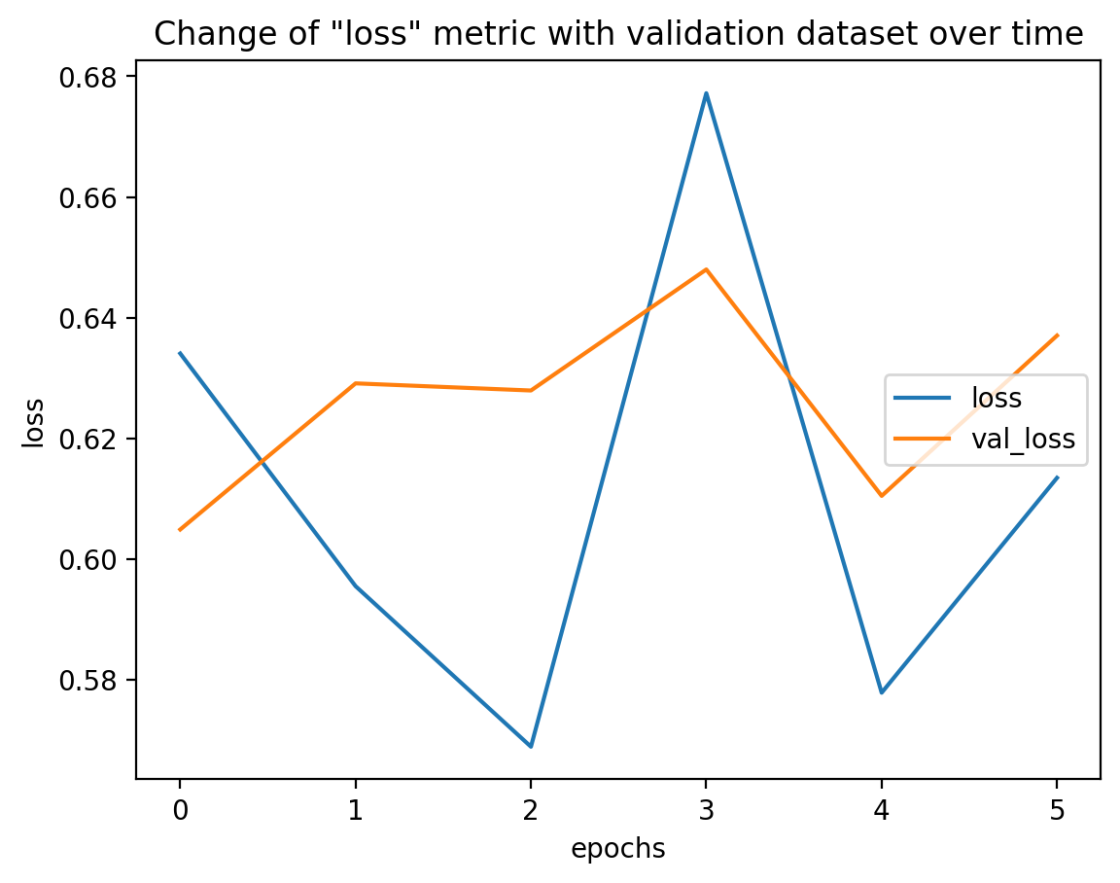 Change of "loss" metric with validation dataset over time
0.68
0.66
0.64
0.62
0.60
0.58
loss
loss
val_loss
0 1 2 3 4 5
epochs